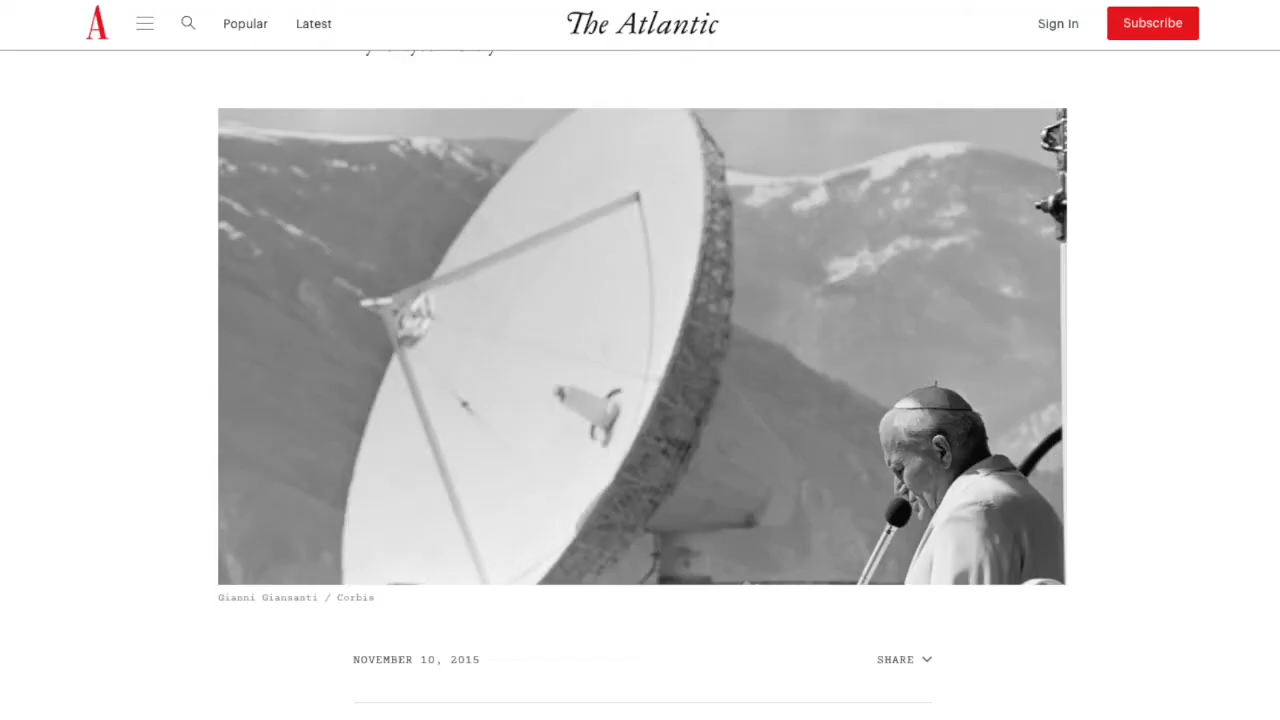 A
Popular
Latest
The Atlantic
Sign In
Subscribe
Gianni Giansanti / Corbis
NOVEMBER 10, 2015
SHARE